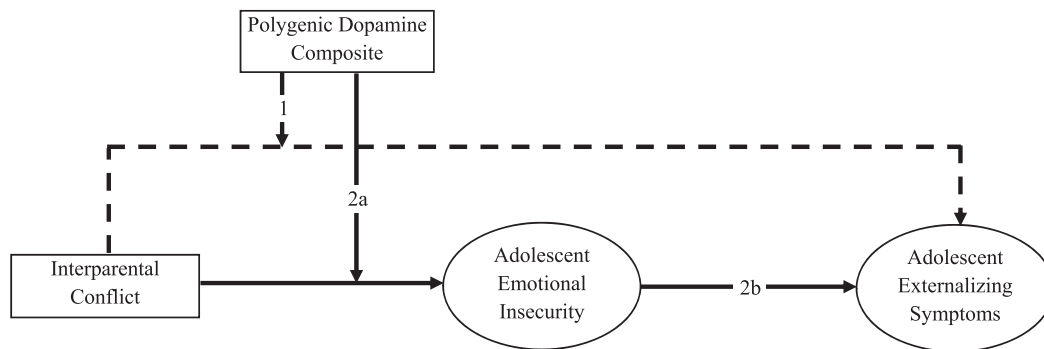 Polygenic Dopamine
Composite
1
2a
Interparental
Conflict
Adolescent
Emotional
Insecurity
2b
Adolescent
Externalizing
Symptoms